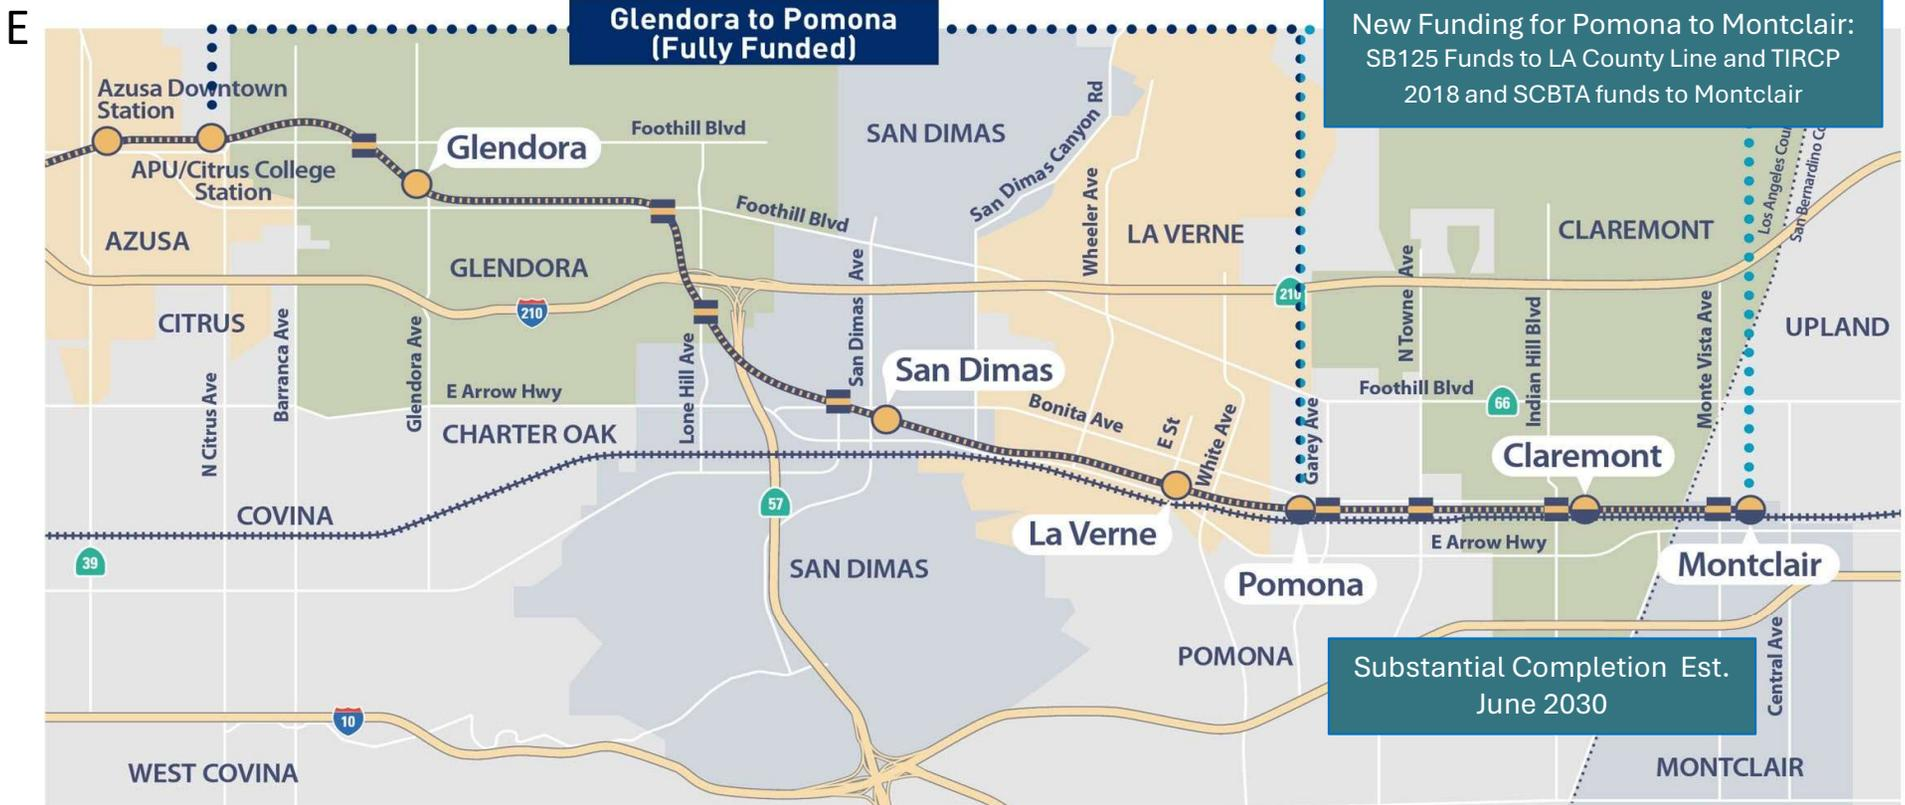 E
Glendora to Pomona
(Fully Funded)
New Funding for Pomona to Montclair:
SB125 Funds to LA County Line and TIRCP
2018 and SCBTA funds to Montclair
Azusa Downtown
Station
APU/Citrus College
Station
Glendora
Foothill Blvd
SAN DIMAS
San Dimas Canyon Rd
Wheeler Ave
LA VERNE
CLAREMONT
Los Angeles
San Bernardino
AZUSA
GLENDORA
Foothill Blvd
San Dimas Ave
210
210
N Towne Ave
Indian Hill Blvd
Monte Vista Ave
UPLAND
CITRUS
N Citrus Ave
Barranca Ave
Glendora Ave
E Arrow Hwy
Lone Hill Ave
San Dimas
Foothill Blvd
66
CHARTER OAK
Bonita Ave
E St
White Ave
Garey Ave
Claremont
COVINA
57
La Verne
E Arrow Hwy
39
SAN DIMAS
Pomona
Montclair
POMONA
Substantial Completion Est.
June 2030
Central Ave
10
WEST COVINA
MONTCLAIR